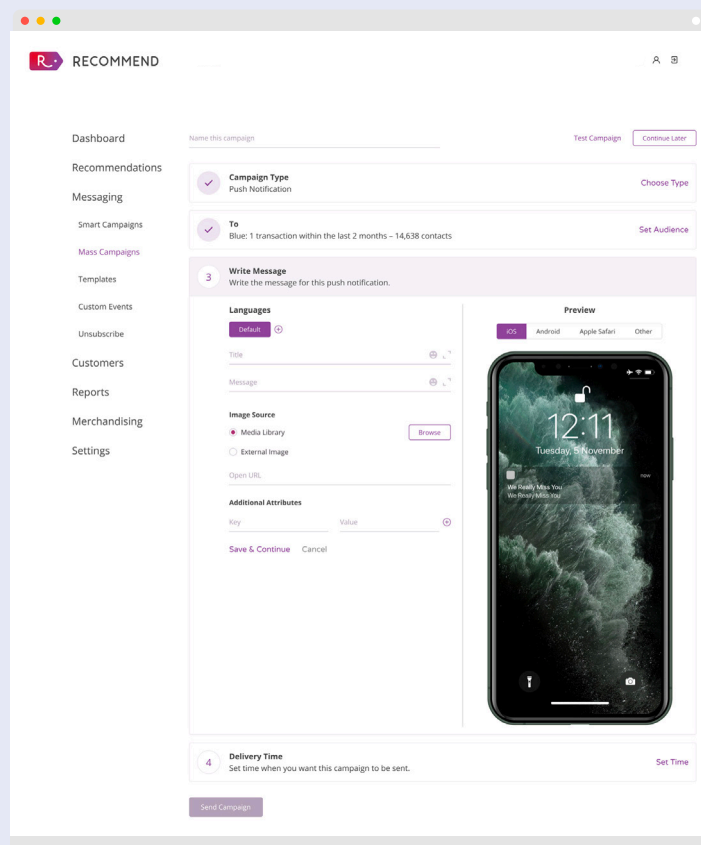 R
RECOMMEND
Dashboard
Recommendations
Messaging
Smart Campaigns
Mass Campaigns
Templates
Custom Events
Unsubscribe
Customers
Reports
Merchandising
Settings
Name this campaign
Test Campaign
Continue Later
Campaign Type
Push Notification
Choose Type
To
Blue: 1 transaction within the last 2 months – 14,638 contacts
Set Audience
3
Write Message
Write the message for this push notification.
Languages
Default
Title
Message
Image Source
Media Library
Browse
External Image
Open URL
Additional Attributes
Key Value
Save & Continue Cancel
Preview
iOS Android Apple Safari Other
12:11
Tuesday, 5 November
now
We Really Miss You
We Really Miss You
4
Delivery Time
Set time when you want this campaign to be sent.
Set Time
Send Campaign